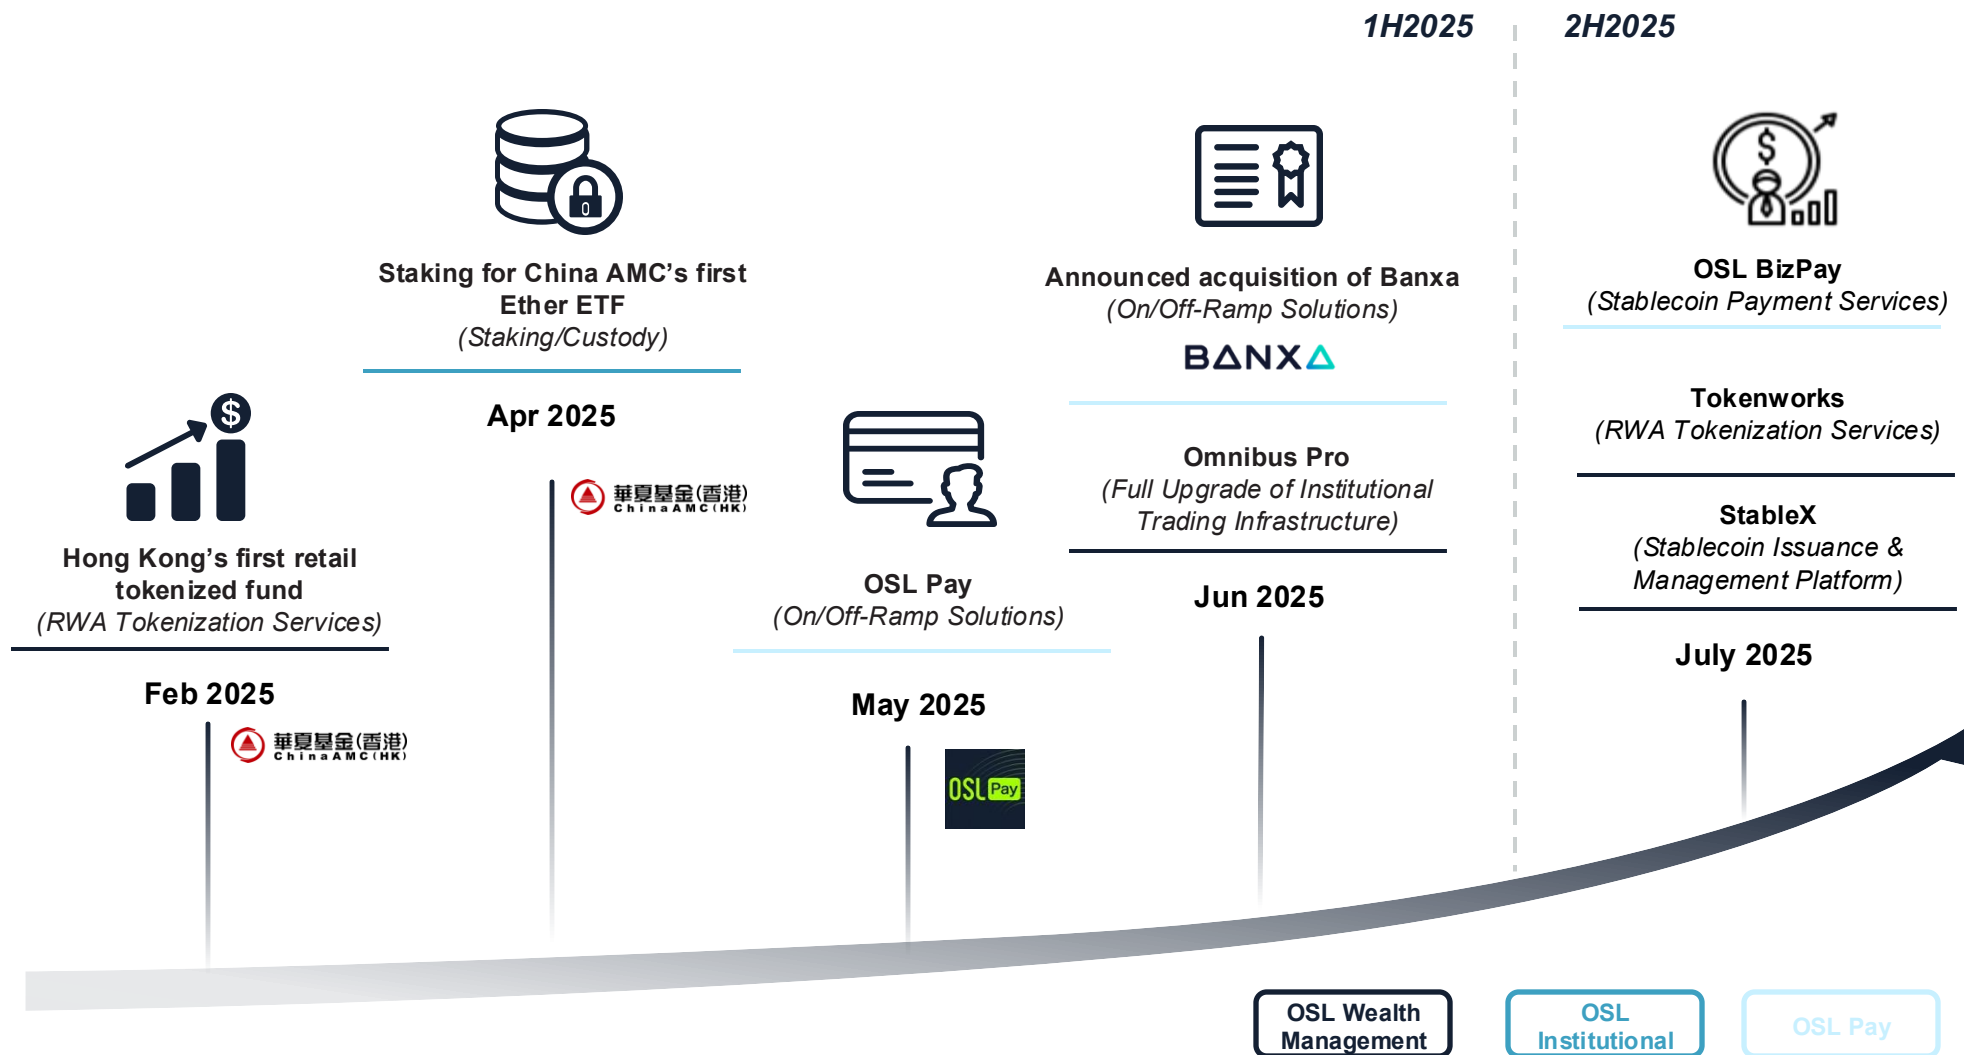 1H2025
2H2025
Hong Kong’s first retail
tokenized fund
(RWA Tokenization Services)
Feb 2025
華夏基金(香港)
ChinaAMC(HK)
Staking for China AMC’s first
Ether ETF
(Staking/Custody)
Apr 2025
華夏基金(香港)
ChinaAMC(HK)
OSL Pay
(On/Off-Ramp Solutions)
May 2025
OSL Pay
Announced acquisition of Banxa
(On/Off-Ramp Solutions)
BANXA
Omnibus Pro
(Full Upgrade of Institutional
Trading Infrastructure)
Jun 2025
OSL BizPay
(Stablecoin Payment Services)
Tokenworks
(RWA Tokenization Services)
StableX
(Stablecoin Issuance &
Management Platform)
July 2025
OSL Wealth
Management
OSL
Institutional
OSL Pay